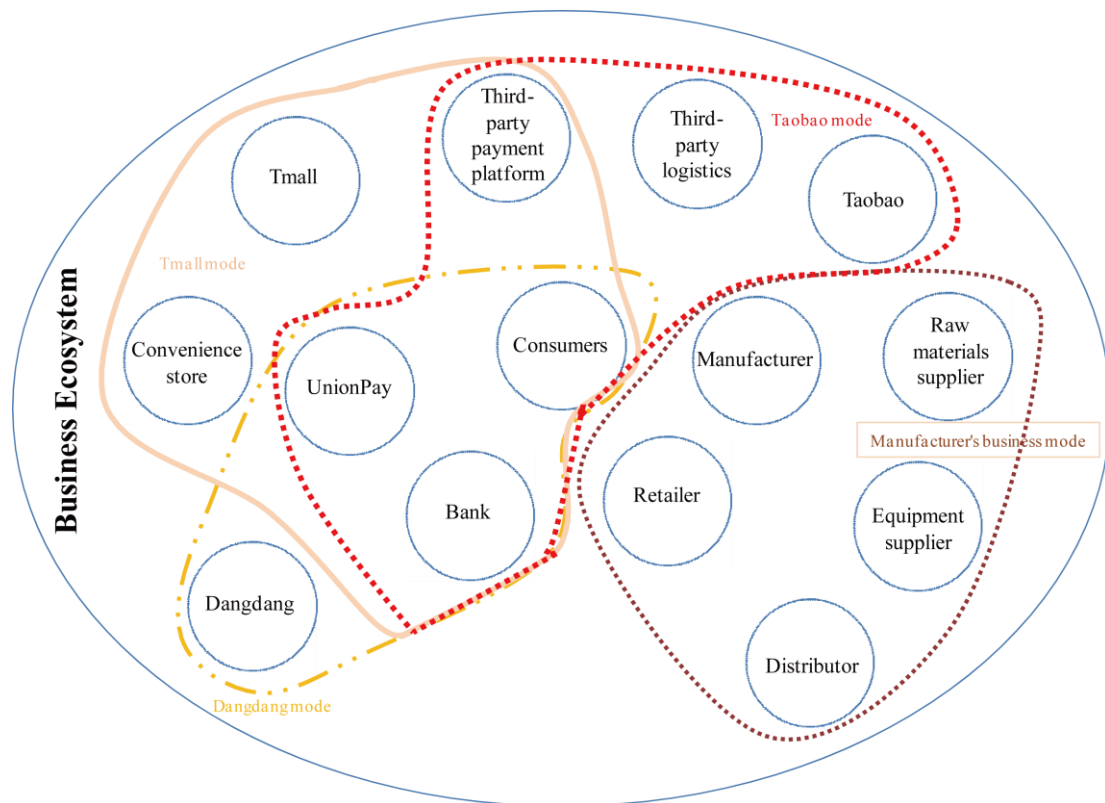 Business Ecosystem
Third-
party
payment
platform
Third-
party
logistics
Taobao mode
Tmall
Taobao
Tmall mode
Convenience
store
UnionPay
Consumers
Manufacturer
Raw
materials
supplier
Manufacturer's business mode
Bank
Retailer
Equipment
supplier
Dangdang
Distributor
Dangdang mode